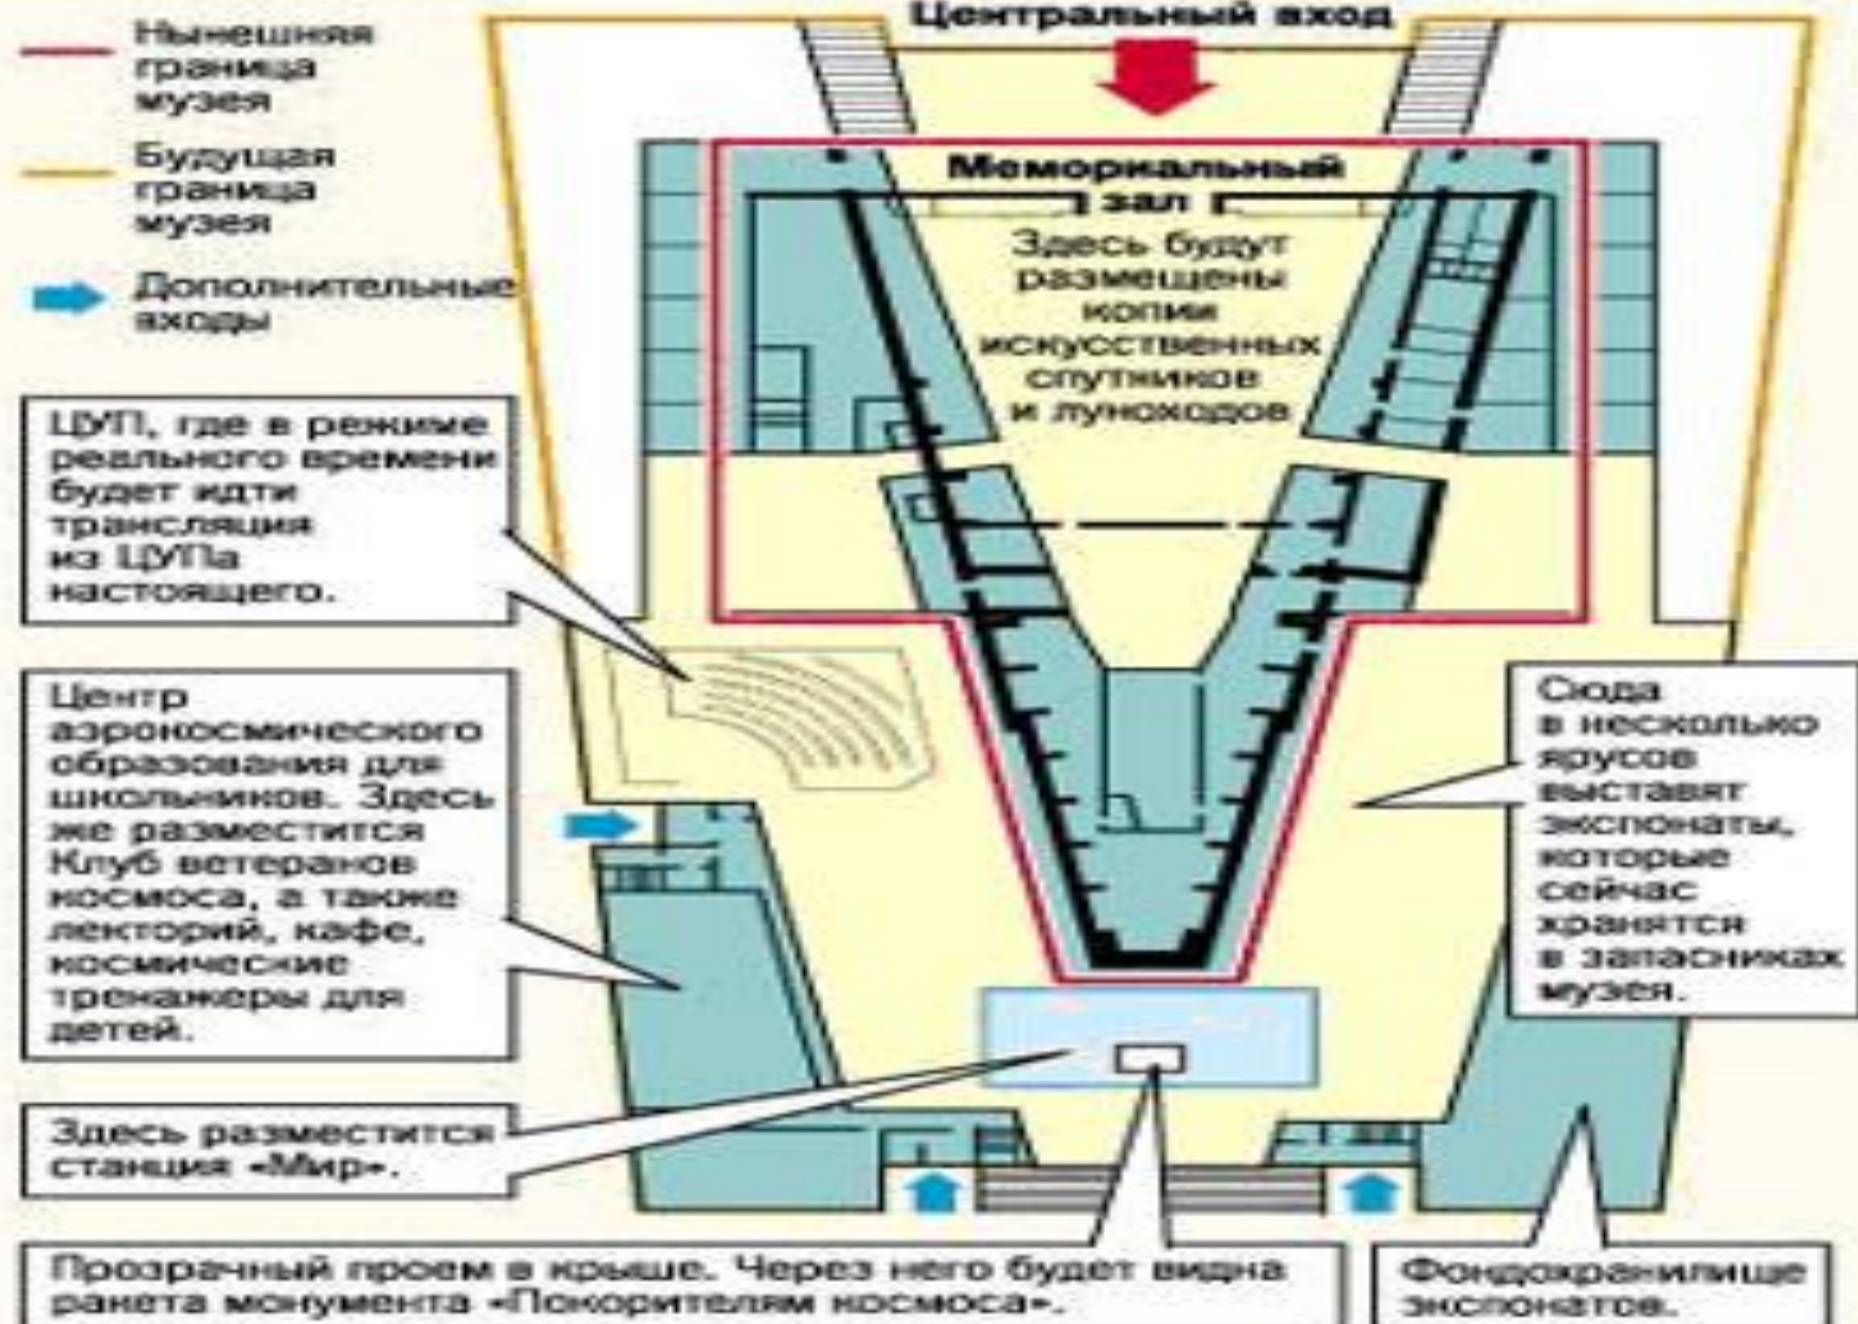 Центральный вход
Нынешняя
граница
музея
Будущая
граница
музея
Дополнительные
входы
Мемориальный
зал
Здесь будут
размещены
копии
искусственных
спутников
и луноходов
ЦУП, где в режиме
реального времени
будет идти
трансляция
из ЦУПа
настоящего.
Центр
аэрокосмического
образования для
школьников. Здесь
же разместится
Клуб ветеранов
космоса, а также
лекторий, кафе,
космические
тренажеры для
детей.
Сюда
в несколько
ярусов
выставят
экспонаты,
которые
сейчас
хранятся
в запасниках
музея.
Здесь разместится
станция «Мир».
Прозрачный проем в крыше. Через него будет видна
ракета монумента «Покорителям космоса».
Фондохранилище
экспонатов.